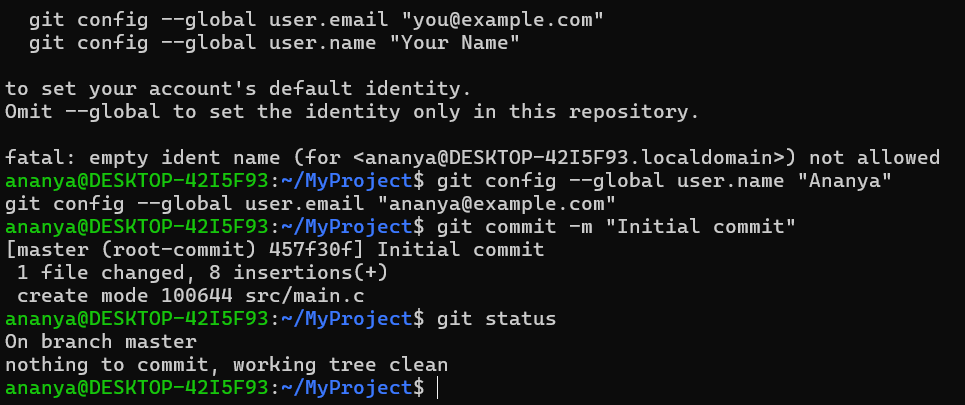 git config --global user.email "you@example.com"
git config --global user.name "Your Name"
to set your account's default identity.
Omit --global to set the identity only in this repository.
fatal: empty ident name (for <ananya@DESKTOP-42I5F93.localdomain>) not allowed
ananya@DESKTOP-42I5F93:~/MyProject$ git config --global user.name "Ananya"
git config --global user.email "ananya@example.com"
ananya@DESKTOP-42I5F93:~/MyProject$ git commit -m "Initial commit"
[master (root-commit) 457f30f] Initial commit
1 file changed, 8 insertions(+)
create mode 100644 src/main.c
ananya@DESKTOP-42I5F93:~/MyProject$ git status
On branch master
nothing to commit, working tree clean
ananya@DESKTOP-42I5F93:~/MyProject$